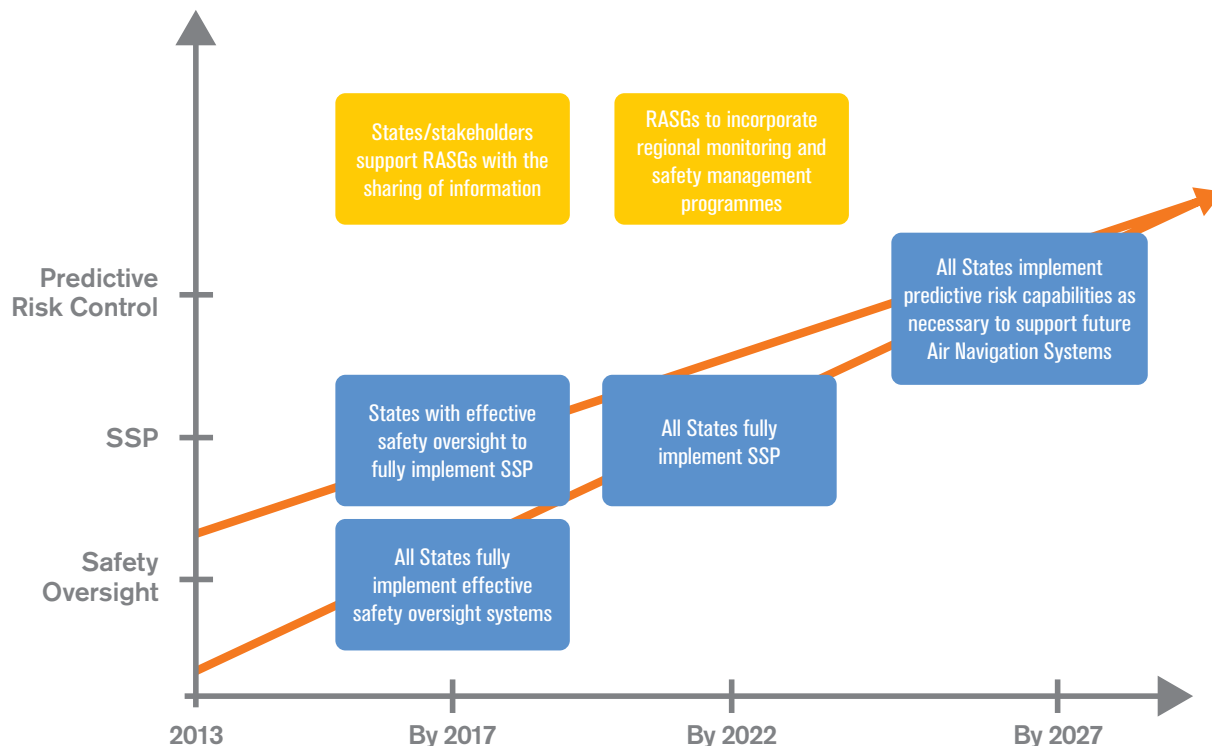 States/stakeholders
support RASGs with the
sharing of information
RASGs to incorporate
regional monitoring and
safety management
programmes
Predictive
Risk Control
All States implement
predictive risk capabilities as
necessary to support future
Air Navigation Systems
SSP
States with effective
safety oversight to
fully implement SSP
All States fully
implement SSP
Safety
Oversight
All States fully
implement effective
safety oversight systems
2013
By 2017
By 2022
By 2027